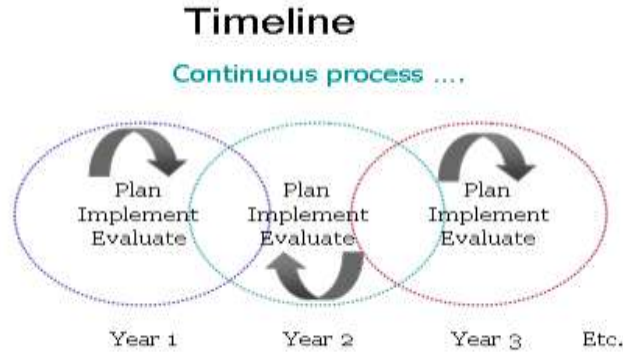 Timeline
Continuous process ....
Plan
Implement
Evaluate
Plan
Implement
Evaluate
Plan
Implement
Evaluate
Year 1
Year 2
Year 3
Etc.